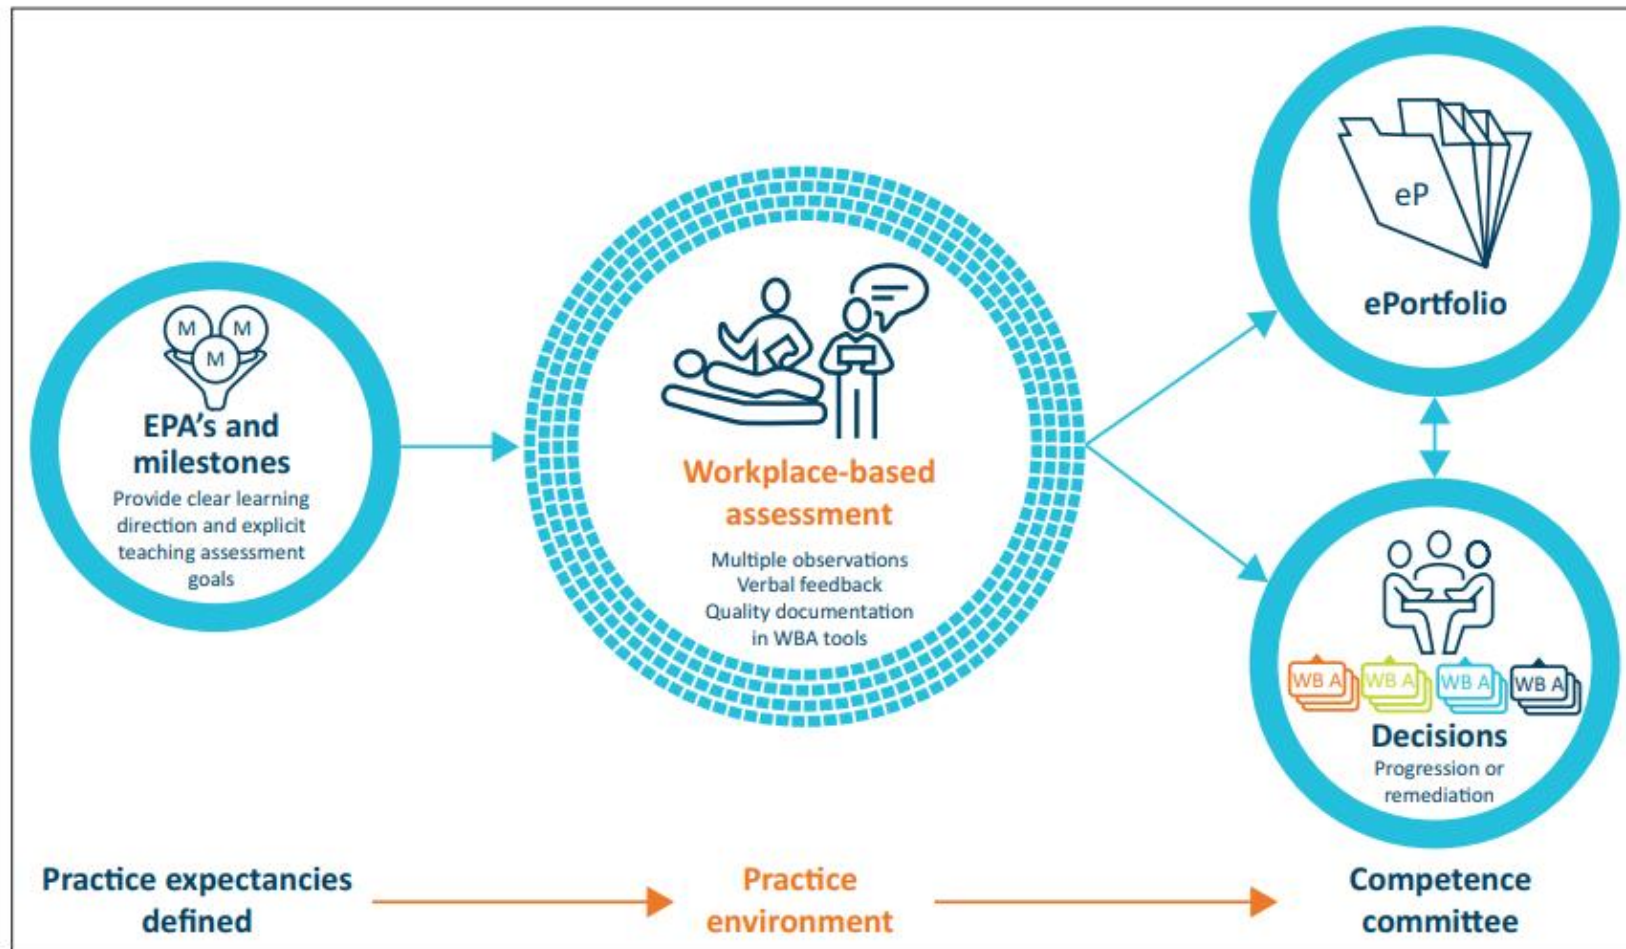 M M
M
EPA's and
milestones
Provide clear learning
direction and explicit
teaching assessment
goals
Workplace-based
assessment
Multiple observations
Verbal feedback
Quality documentation
in WBA tools
eP
ePortfolio
WB A WB A WB A WB A
Decisions
Progression or
remediation
Practice expectancies
defined
Practice
environment
Competence
committee